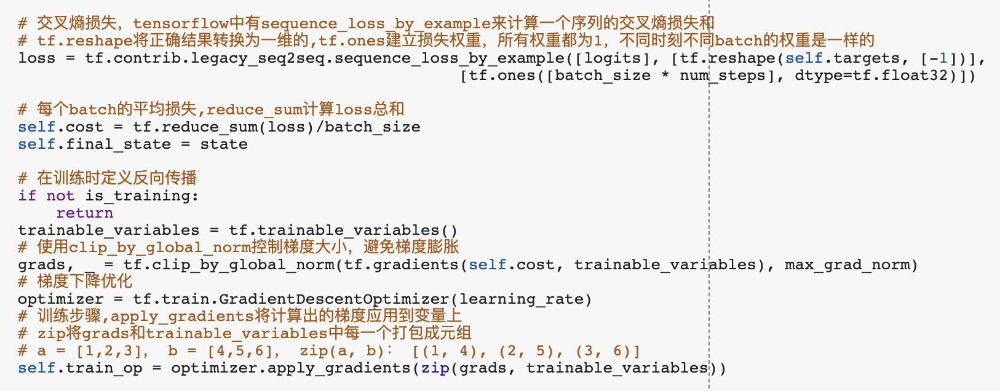 # 交叉熵损失，tensorflow中有sequence_loss_by_example来计算一个序列的交叉熵损失和
# tf.reshape将正确结果转换为一维的,tf.ones建立损失权重，所有权重都为1，不同时刻不同batch的权重是一样的
loss = tf.contrib.legacy_seq2seq.sequence_loss_by_example([logits], [tf.reshape(self.targets, [-1])],
[tf.ones([batch_size * num_steps], dtype=tf.float32)])
# 每个batch的平均损失,reduce_sum计算loss总和
self.cost = tf.reduce_sum(loss)/batch_size
self.final_state = state
# 在训练时定义反向传播
if not is_training:
return
trainable_variables = tf.trainable_variables()
# 使用clip_by_global_norm控制梯度大小，避免梯度膨胀
grads, _ = tf.clip_by_global_norm(tf.gradients(self.cost, trainable_variables), max_grad_norm)
# 梯度下降优化
optimizer = tf.train.GradientDescentOptimizer(learning_rate)
# 训练步骤,apply_gradients将计算出的梯度应用到变量上
# zip将grads和trainable_variables中每一个打包成元组
# a = [1,2,3]， b = [4,5,6]， zip(a, b)： [(1, 4), (2, 5), (3, 6)]
self.train_op = optimizer.apply_gradients(zip(grads, trainable_variables))